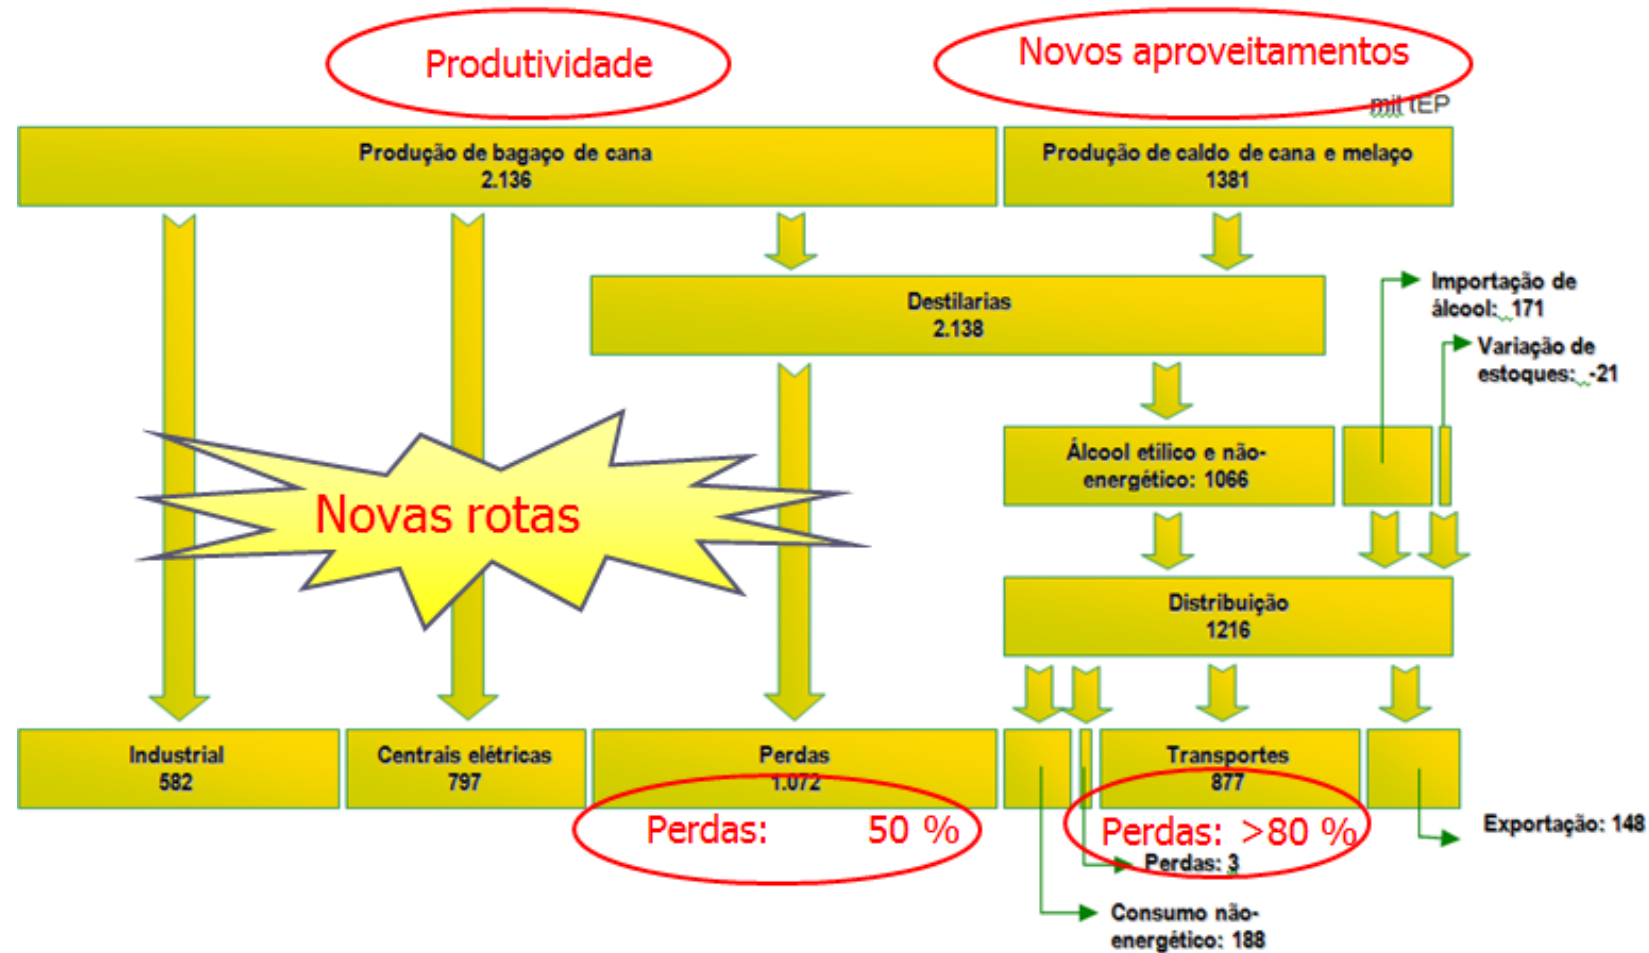 Produtividade
Novos aproveitamentos
mil tEP
Produção de bagaço de cana
2.136
Produção de caldo de cana e melaço
1381
Destilarias
2.138
Importação de
álcool: 171
Variação de
estoques: -21
Álcool etílico e não-
energético: 1066
Novas rotas
Distribuição
1216
Industrial
582
Centrais elétricas
797
Perdas
1.072
Transportes
877
Perdas: 50 %
Perdas: >80 %
Exportação: 148
Perdas: 3
Consumo não-
energético: 188